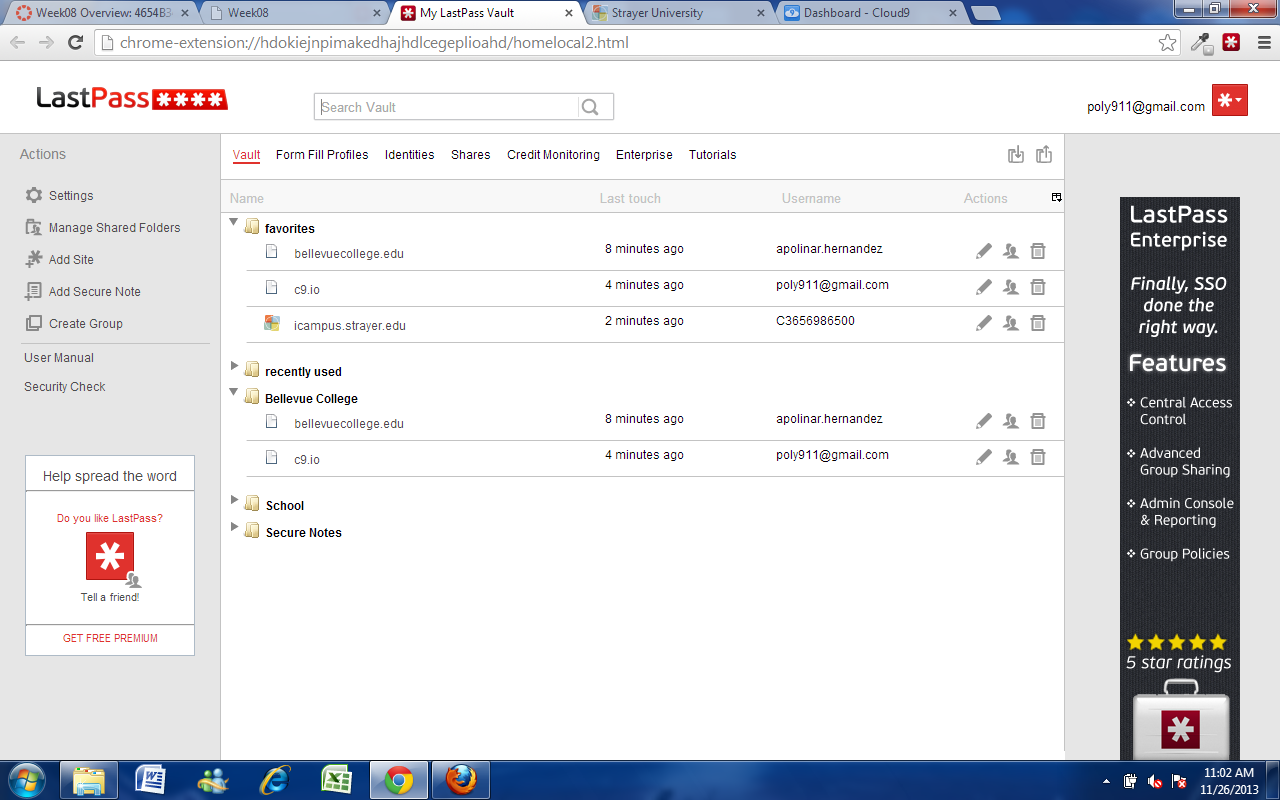 Week08 Overview: 4654B3
Week08
My LastPass Vault
Strayer University
Dashboard - Cloud9
chrome-extension://hdokiejnpimakedhajhdlcegeplioahd/homelocal2.html
LastPass ****
Search Vault
poly911@gmail.com
Actions
Settings
Manage Shared Folders
Add Site
Add Secure Note
Create Group
User Manual
Security Check
Help spread the word
Do you like LastPass?
Tell a friend!
GET FREE PREMIUM
Vault Form Fill Profiles Identities Shares Credit Monitoring Enterprise Tutorials
Name Last touch Username Actions
favorites
bellevuecollege.edu 8 minutes ago apolinar.hernandez
c9.io 4 minutes ago poly911@gmail.com
icampus.strayer.edu 2 minutes ago C3656986500
recently used
Bellevue College
bellevuecollege.edu 8 minutes ago apolinar.hernandez
c9.io 4 minutes ago poly911@gmail.com
School
Secure Notes
LastPass
Enterprise
Finally, SSO
done the
right way.
Features
Central Access
Control
Advanced
Group Sharing
Admin Console
& Reporting
Group Policies
5 star ratings
11:02 AM
11/26/2013